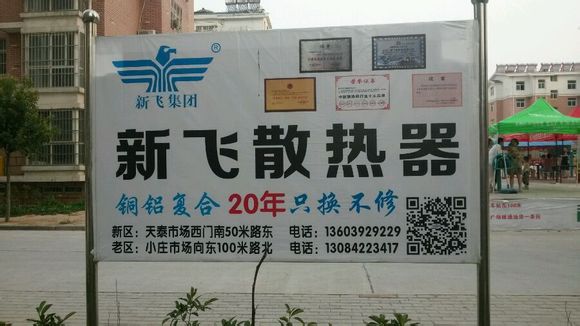 ®
新飞集团
荣誉证书
新飞散热器
铜铝复合 20年只换不修
新区：天泰市场西门南50米路东 电话：13603929229
老区：小庄市场向东100米路北 电话：13084223417